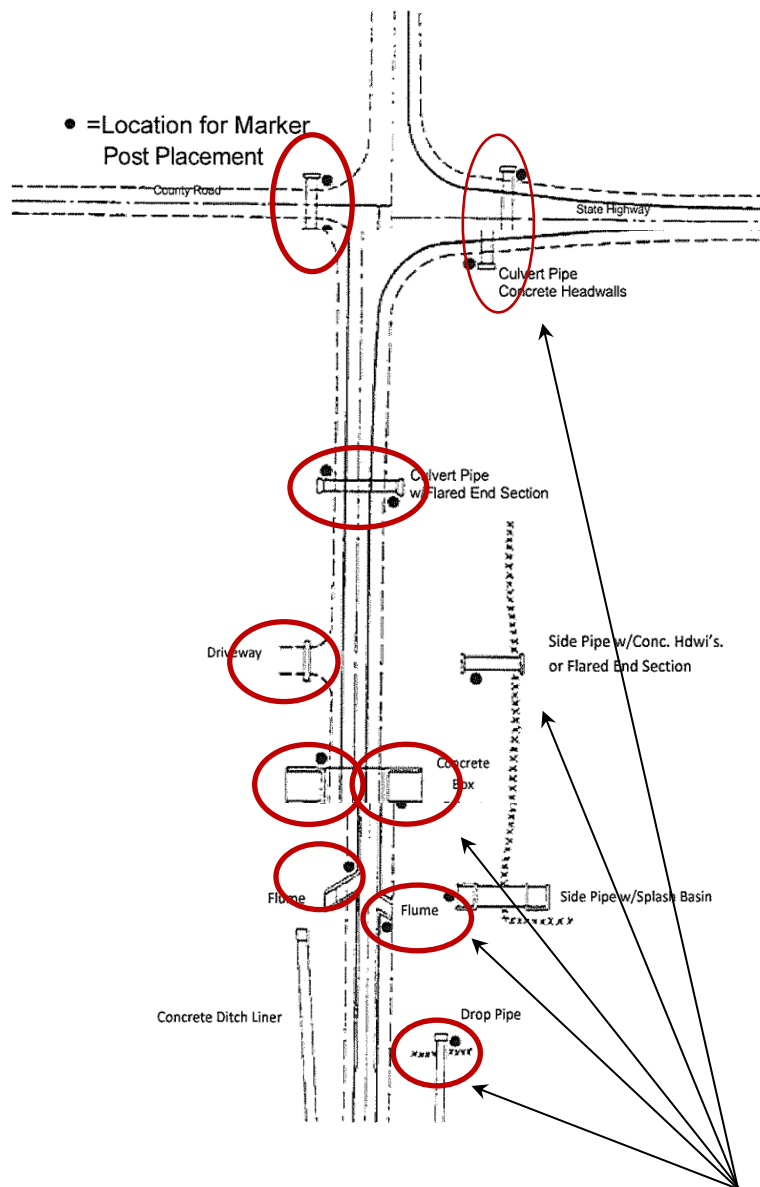 ● =Location for Marker
Post Placement
County Road
State Highway
Culvert Pipe
Concrete Headwalls
Culvert Pipe
w/Flared End Section
Driveway
Side Pipe w/Conc. Hdwi's.
or Flared End Section
Concrete
Box
Flume
Flume
Side Pipe w/Splash Basin
Concrete Ditch Liner
Drop Pipe